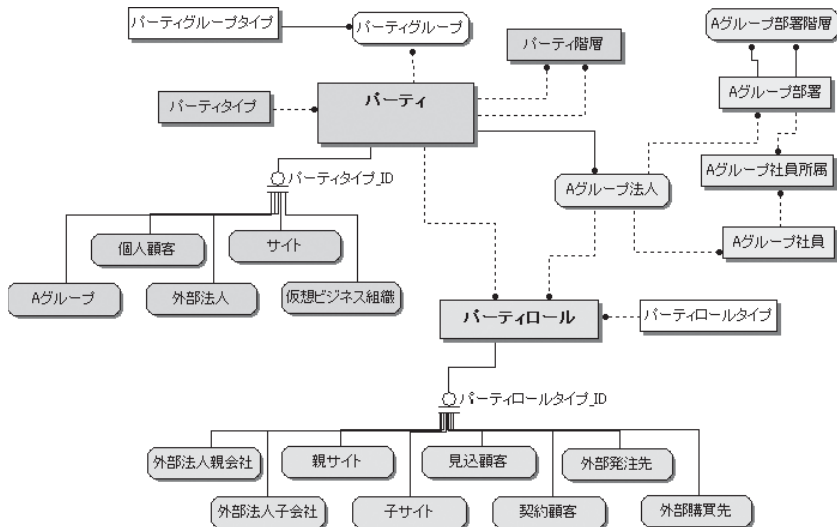 パーティグループタイプ
パーティグループ
Aグループ部署階層
パーティ階層
Aグループ部署
パーティタイプ
パーティ
Aグループ社員所属
パーティタイプ_ID
Aグループ法人
Aグループ社員
個人顧客
サイト
Aグループ
外部法人
仮想ビジネス組織
パーティロール
パーティロールタイプ
パーティロールタイプ_ID
外部法人親会社
親サイト
見込顧客
外部発注先
外部法人子会社
子サイト
契約顧客
外部購買先